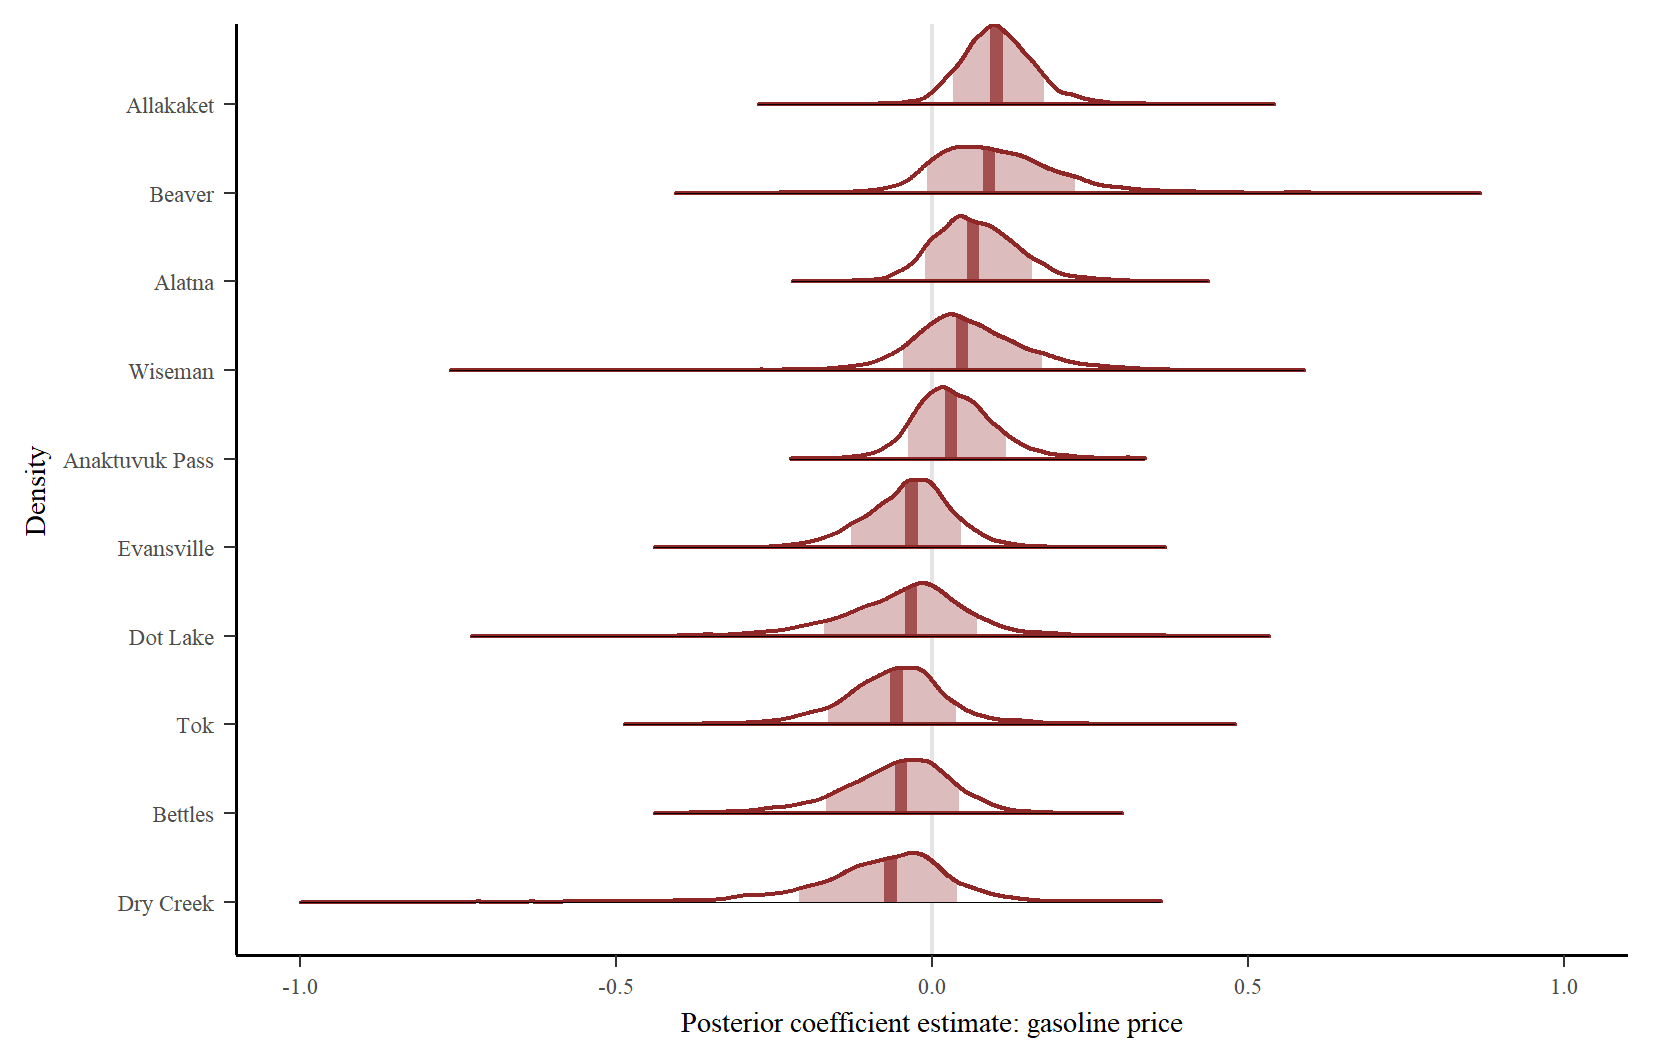 Density
Allakaket
Beaver
Alatna
Wiseman
Anaktuvuk Pass
Evansville
Dot Lake
Tok
Bettles
Dry Creek
-1.0 -0.5 0.0 0.5 1.0
Posterior coefficient estimate: gasoline price